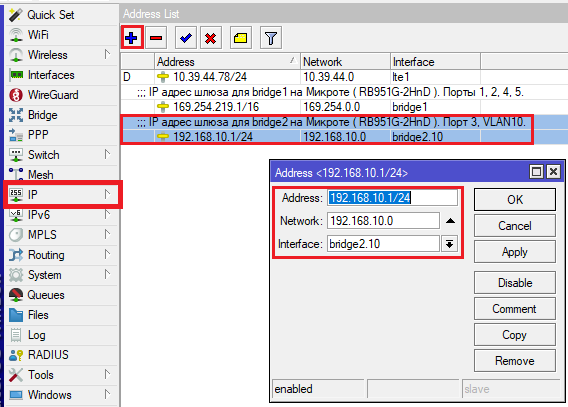 Quick Set
WiFi
Wireless
Interfaces
WireGuard
Bridge
PPP
Switch
Mesh
255
IP
v6
IPv6
MPLS
Routing
System
Queues
Files
Log
RADIUS
Tools
Windows
Address List
Address Network Interface
D 10.39.44.78/24 10.39.44.0 lte1
;;; IP адрес шлюза для bridge1 на Микроте ( RB951G-2HnD ). Порты 1, 2, 4, 5.
169.254.219.1/16 169.254.0.0 bridge1
;;; IP адрес шлюза для bridge2 на Микроте ( RB951G-2HnD ). Порт 3, VLAN10.
192.168.10.1/24 192.168.10.0 bridge2.10
Address <192.168.10.1/24>
Address: 192.168.10.1/24
Network: 192.168.10.0
Interface: bridge2.10
OK
Cancel
Apply
Disable
Comment
Copy
Remove
enabled
slave